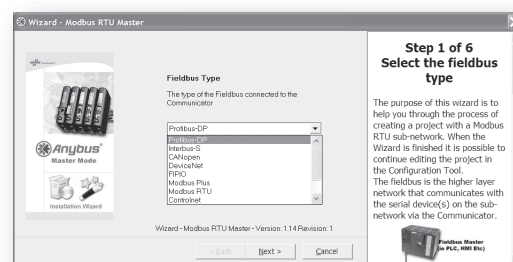 Wizard - Modbus RTU Master
Anybus®
Master Mode
Installation Wizard
Fieldbus Type
The type of the Fieldbus connected to the
Communicator
Profibus-DP
Profibus-DP
Interbus-S
CANopen
DeviceNet
FIPIO
Modbus Plus
Modbus RTU
Controlnet
Wizard - Modbus RTU Master - Version: 1.14 Revision: 1
< Back
Next >
Cancel
Step 1 of 6
Select the fieldbus
type
The purpose of this wizard is to
help you through the process of
creating a project with a Modbus
RTU sub-network. When the
Wizard is finished it is possible to
continue editing the project in
the Configuration Tool.
The fieldbus is the higher layer
network that communicates with
the serial device(s) on the sub-
network via the Communicator.
Fieldbus Master
(ie PLC, HMI Etc)